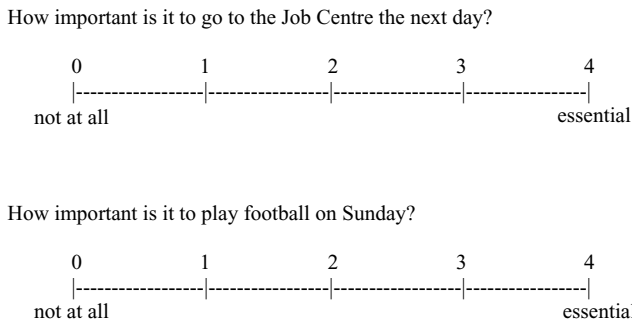 How important is it to go to the Job Centre the next day?
0 1 2 3 4
|------------------|------------------|------------------|------------------|
not at all essential
How important is it to play football on Sunday?
0 1 2 3 4
|------------------|------------------|------------------|------------------|
not at all essential